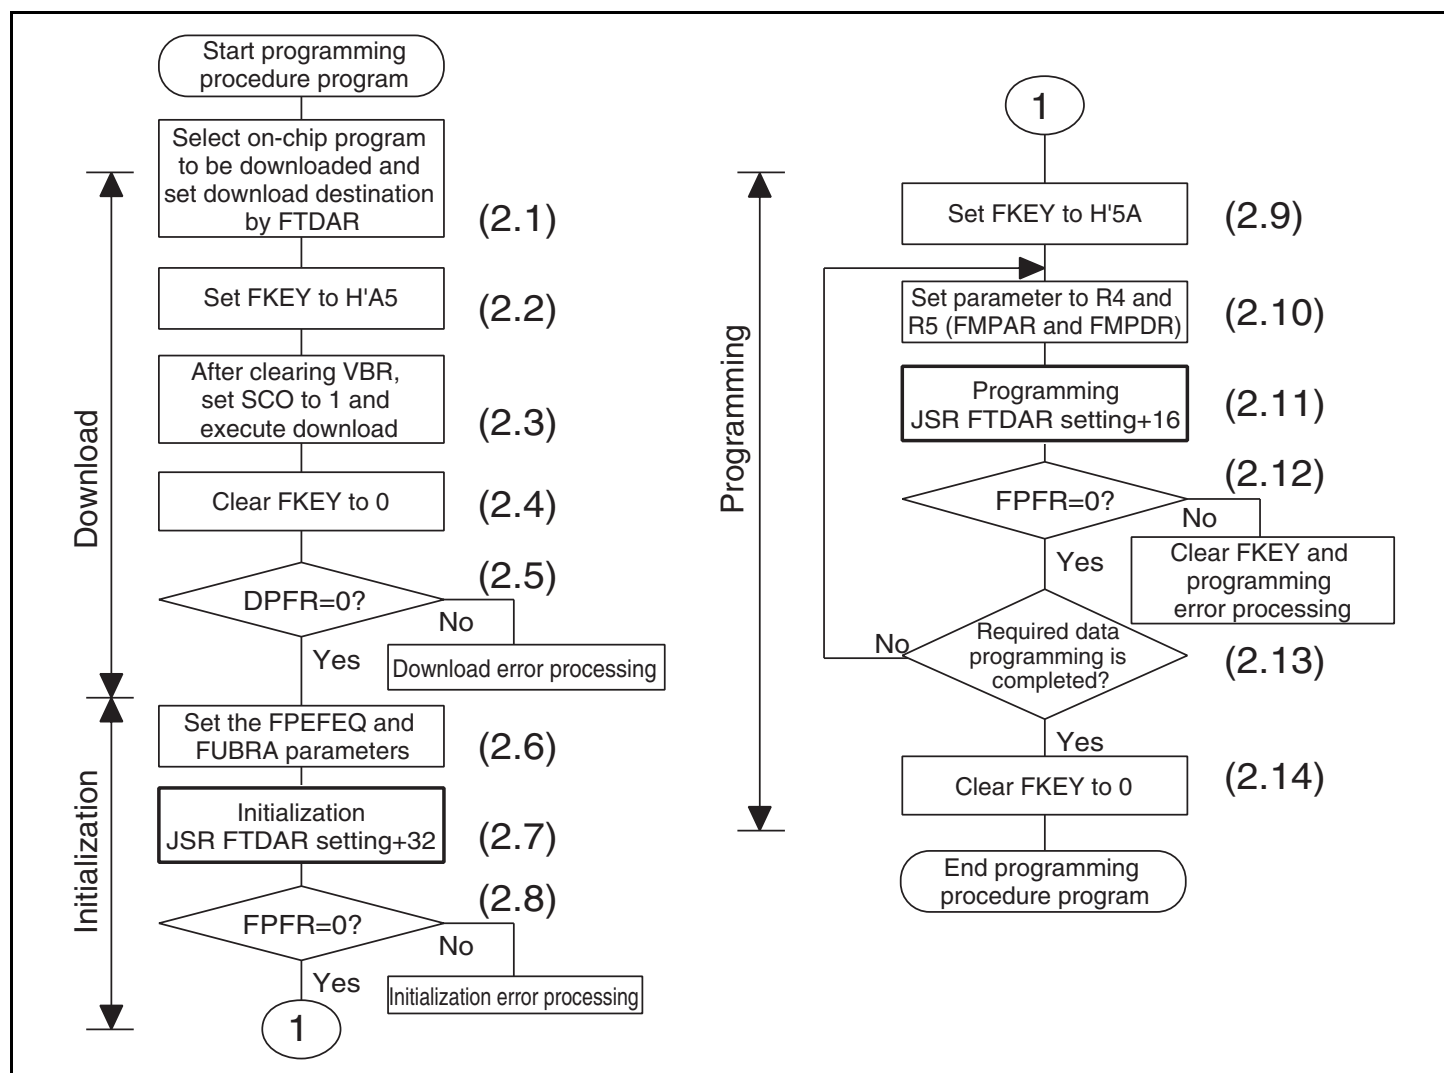 Start programming
procedure program
Select on-chip program
to be downloaded and
set download destination
by FTDAR
(2.1)
Set FKEY to H'A5
(2.2)
After clearing VBR,
set SCO to 1 and
execute download
(2.3)
Clear FKEY to 0
(2.4)
DPFR=0?
(2.5)
No
Yes
Download error processing
Download
Set the FPEFEQ and
FUBRA parameters
(2.6)
Initialization
JSR FTDAR setting+32
(2.7)
FPFR=0?
(2.8)
No
Yes
Initialization error processing
Initialization
1
1
Set FKEY to H'5A
(2.9)
Set parameter to R4 and
R5 (FMPAR and FMPDR)
(2.10)
Programming
JSR FTDAR setting+16
(2.11)
FPFR=0?
(2.12)
No
Yes
Clear FKEY and
programming
error processing
Required data
programming is
completed?
(2.13)
No
Yes
Clear FKEY to 0
(2.14)
Programming
End programming
procedure program